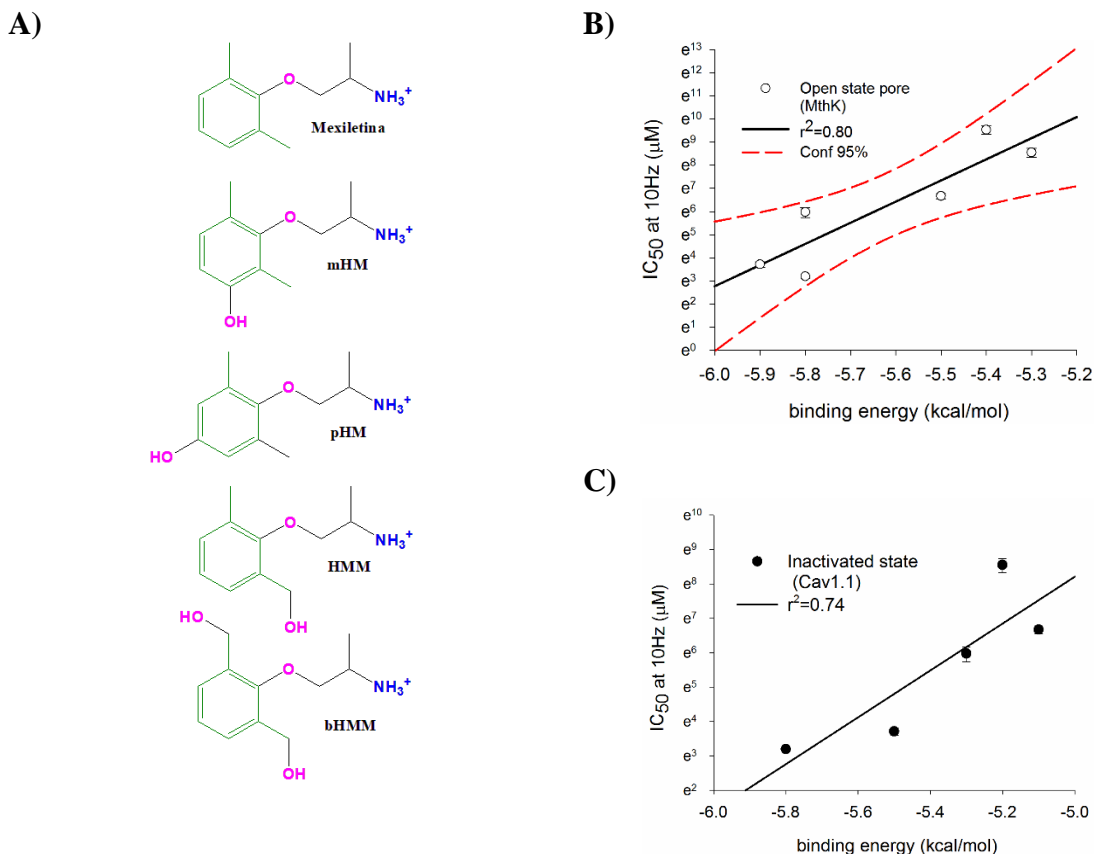 A)
O
NH₃⁺
Mexiletina
O
NH₃⁺
mHM
OH
O
NH₃⁺
pHM
HO
O
NH₃⁺
HMM
OH
HO
O
NH₃⁺
bHMM
OH
B)
e¹³
e¹²
e¹¹
e¹⁰
e⁹
e⁸
e⁷
e⁶
e⁵
e⁴
e³
e²
e¹
e⁰
IC₅₀ at 10Hz (μM)
Open state pore
(MthK)
r²=0.80
Conf 95%
-6.0 -5.9 -5.8 -5.7 -5.6 -5.5 -5.4 -5.3 -5.2
binding energy (kcal/mol)
C)
e¹⁰
e⁹
e⁸
e⁷
e⁶
e⁵
e⁴
e³
e²
IC₅₀ at 10Hz (μM)
Inactivated state
(Cav1.1)
r²=0.74
-6.0 -5.8 -5.6 -5.4 -5.2 -5.0
binding energy (kcal/mol)